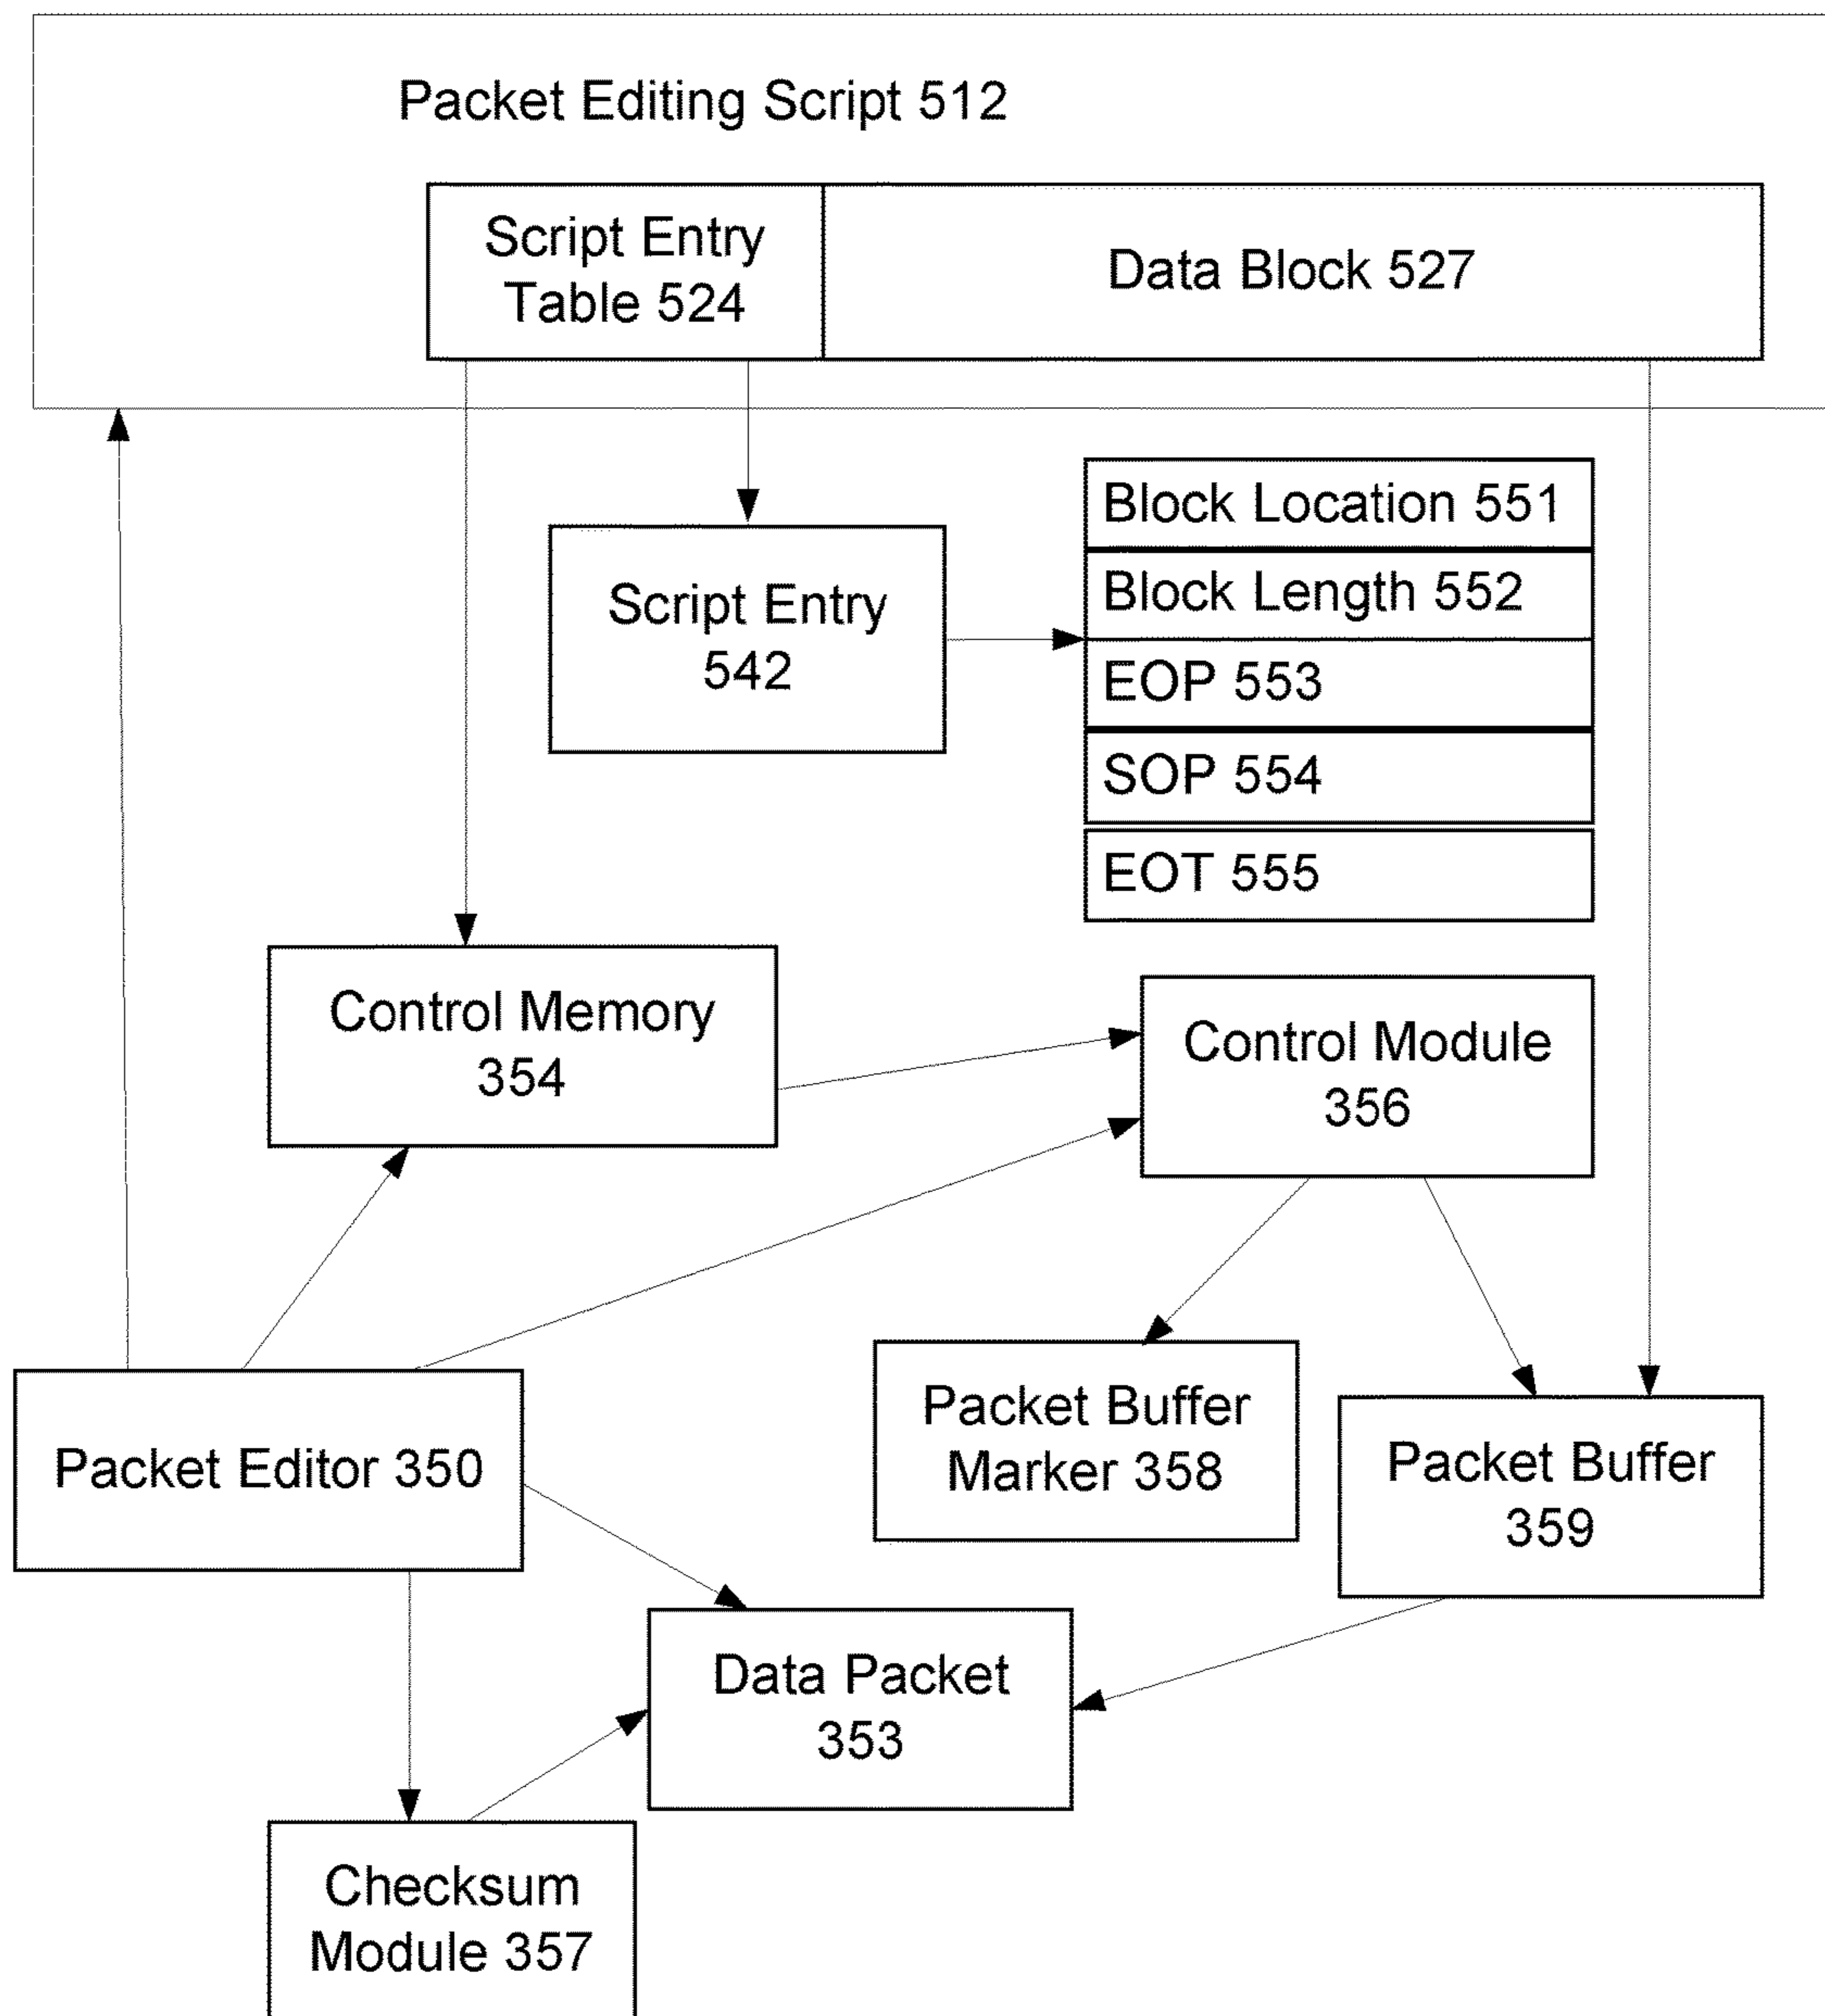 Packet Editing Script 512
Script Entry
Table 524
Data Block 527
Block Location 551
Block Length 552
EOP 553
SOP 554
EOT 555
Script Entry
542
Control Memory
354
Control Module
356
Packet Buffer
Marker 358
Packet Buffer
359
Packet Editor 350
Data Packet
353
Checksum
Module 357